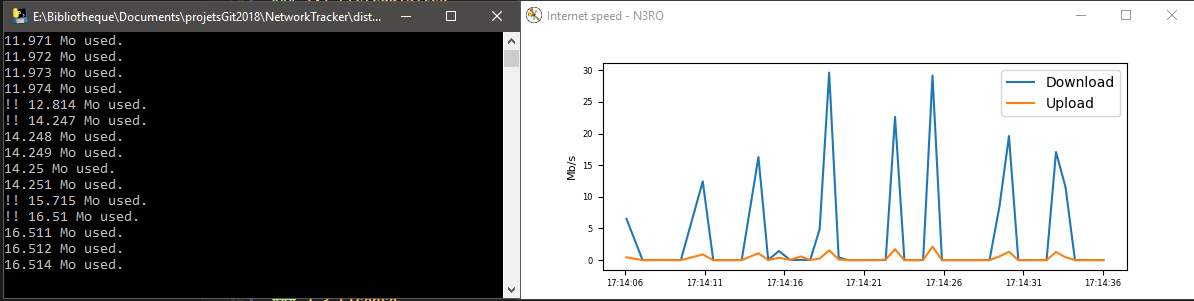 E:\Bibliotheque\Documents\projetsGit2018\NetworkTracker\dist...
11.971 Mo used.
11.972 Mo used.
11.973 Mo used.
11.974 Mo used.
!! 12.814 Mo used.
!! 14.247 Mo used.
14.248 Mo used.
14.249 Mo used.
14.25 Mo used.
14.251 Mo used.
!! 15.715 Mo used.
!! 16.51 Mo used.
16.511 Mo used.
16.512 Mo used.
16.514 Mo used.
Internet speed - N3RO
Download
Upload
Mb/s
30
25
20
15
10
5
0
17:14:06 17:14:11 17:14:16 17:14:21 17:14:26 17:14:31 17:14:36